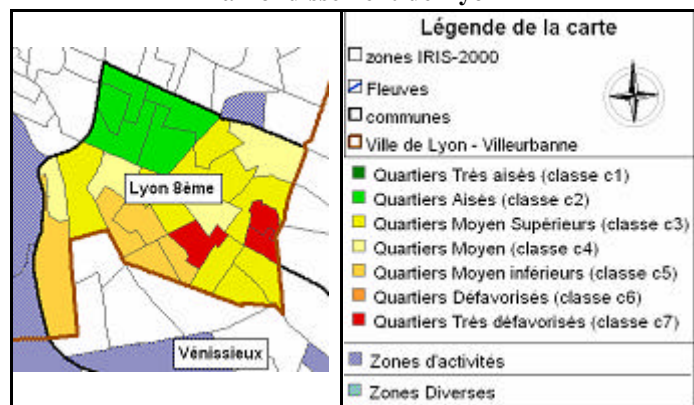 Lyon 8ème
Vénissieux
Légende de la carte
zones IRIS-2000
Fleuves
communes
Ville de Lyon - Villeurbanne
Quartiers Très aisés (classe c1)
Quartiers Aisés (classe c2)
Quartiers Moyen Supérieurs (classe c3)
Quartiers Moyen (classe c4)
Quartiers Moyen inférieurs (classe c5)
Quartiers Défavorisés (classe c6)
Quartiers Très défavorisés (classe c7)
Zones d'activités
Zones Diverses